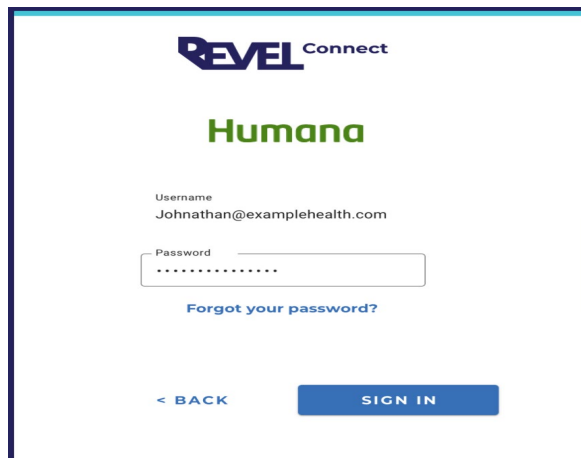 REVEL Connect
Humana
Username
Johnathan@examplehealth.com
Password
•••••••••••••••
Forgot your password?
< BACK
SIGN IN